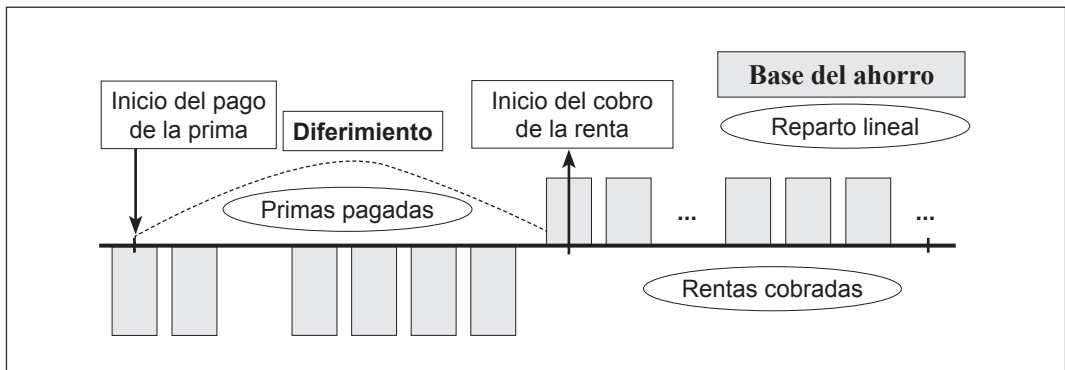 Inicio del pago
de la prima
Diferimiento
Primas pagadas
Inicio del cobro
de la renta
Base del ahorro
Reparto lineal
...
...
Rentas cobradas